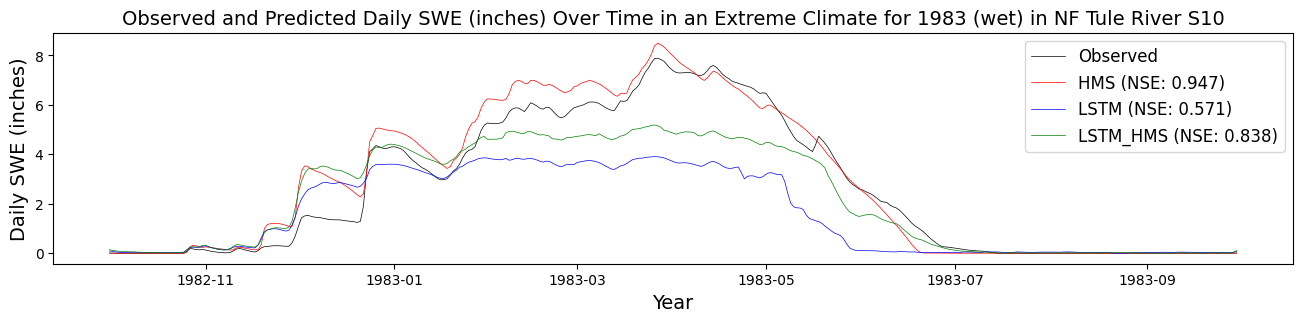 Observed and Predicted Daily SWE (inches) Over Time in an Extreme Climate for 1983 (wet) in NF Tule River S10
Daily SWE (inches)
8
6
4
2
0
Observed
HMS (NSE: 0.947)
LSTM (NSE: 0.571)
LSTM_HMS (NSE: 0.838)
1982-11
1983-01
1983-03
1983-05
1983-07
1983-09
Year